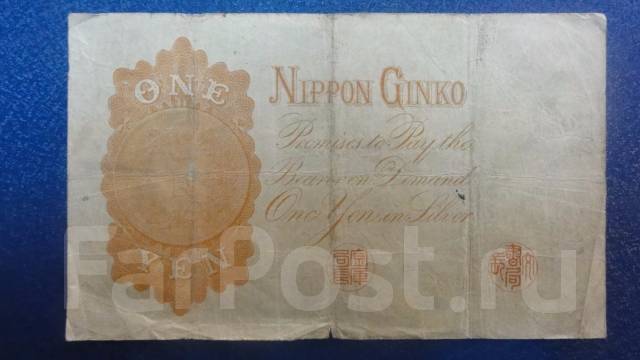 ONE
YEN
NIPPON GINKO
Promises to Pay the
Bearer on Demand
One Yen in Silver
FarPost.ru